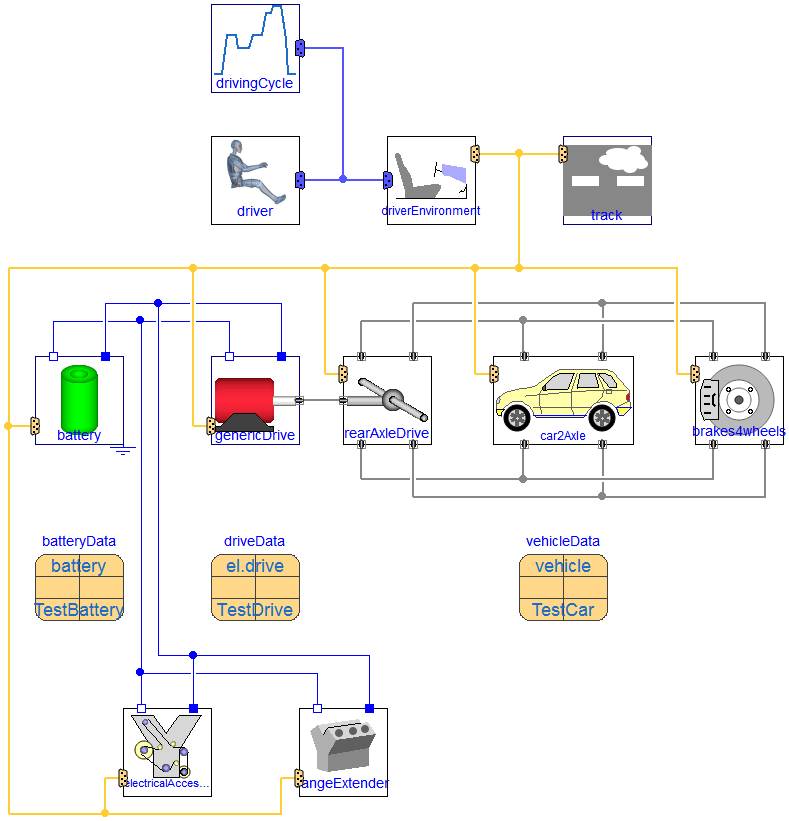 drivingCycle
driver
driverEnvironment
track
battery
genericDrive
rearAxleDrive
car2Axle
brakes4wheels
batteryData
driveData
vehicleData
battery
el.drive
vehicle
TestBattery
TestDrive
TestCar
electricalAcces...
angeExtender